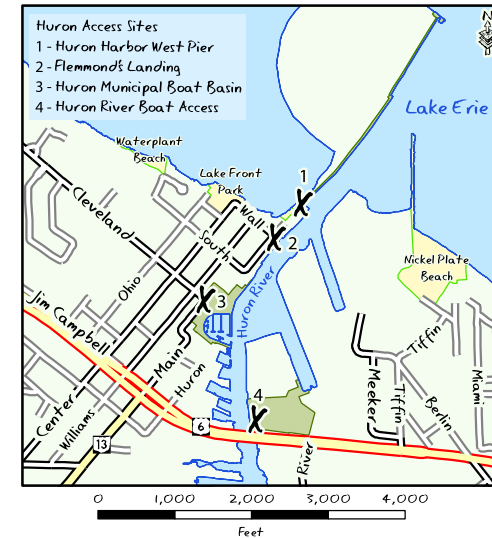 Huron Access Sites
1 - Huron Harbor West Pier
2 - Flemmond's Landing
3 - Huron Municipal Boat Basin
4 - Huron River Boat Access
N
Lake Erie
Waterplant
Beach
Lake Front
Park
1
Wall
Cleveland
South
2
Nickel Plate
Beach
Ohio
Huron River
3
Jim Campbell
Main
Huron
Tiffin
Meeker
Tiffin
Miami
Berlin
Center
Williams
4
6
13
River
0 1,000 2,000 3,000 4,000
Feet